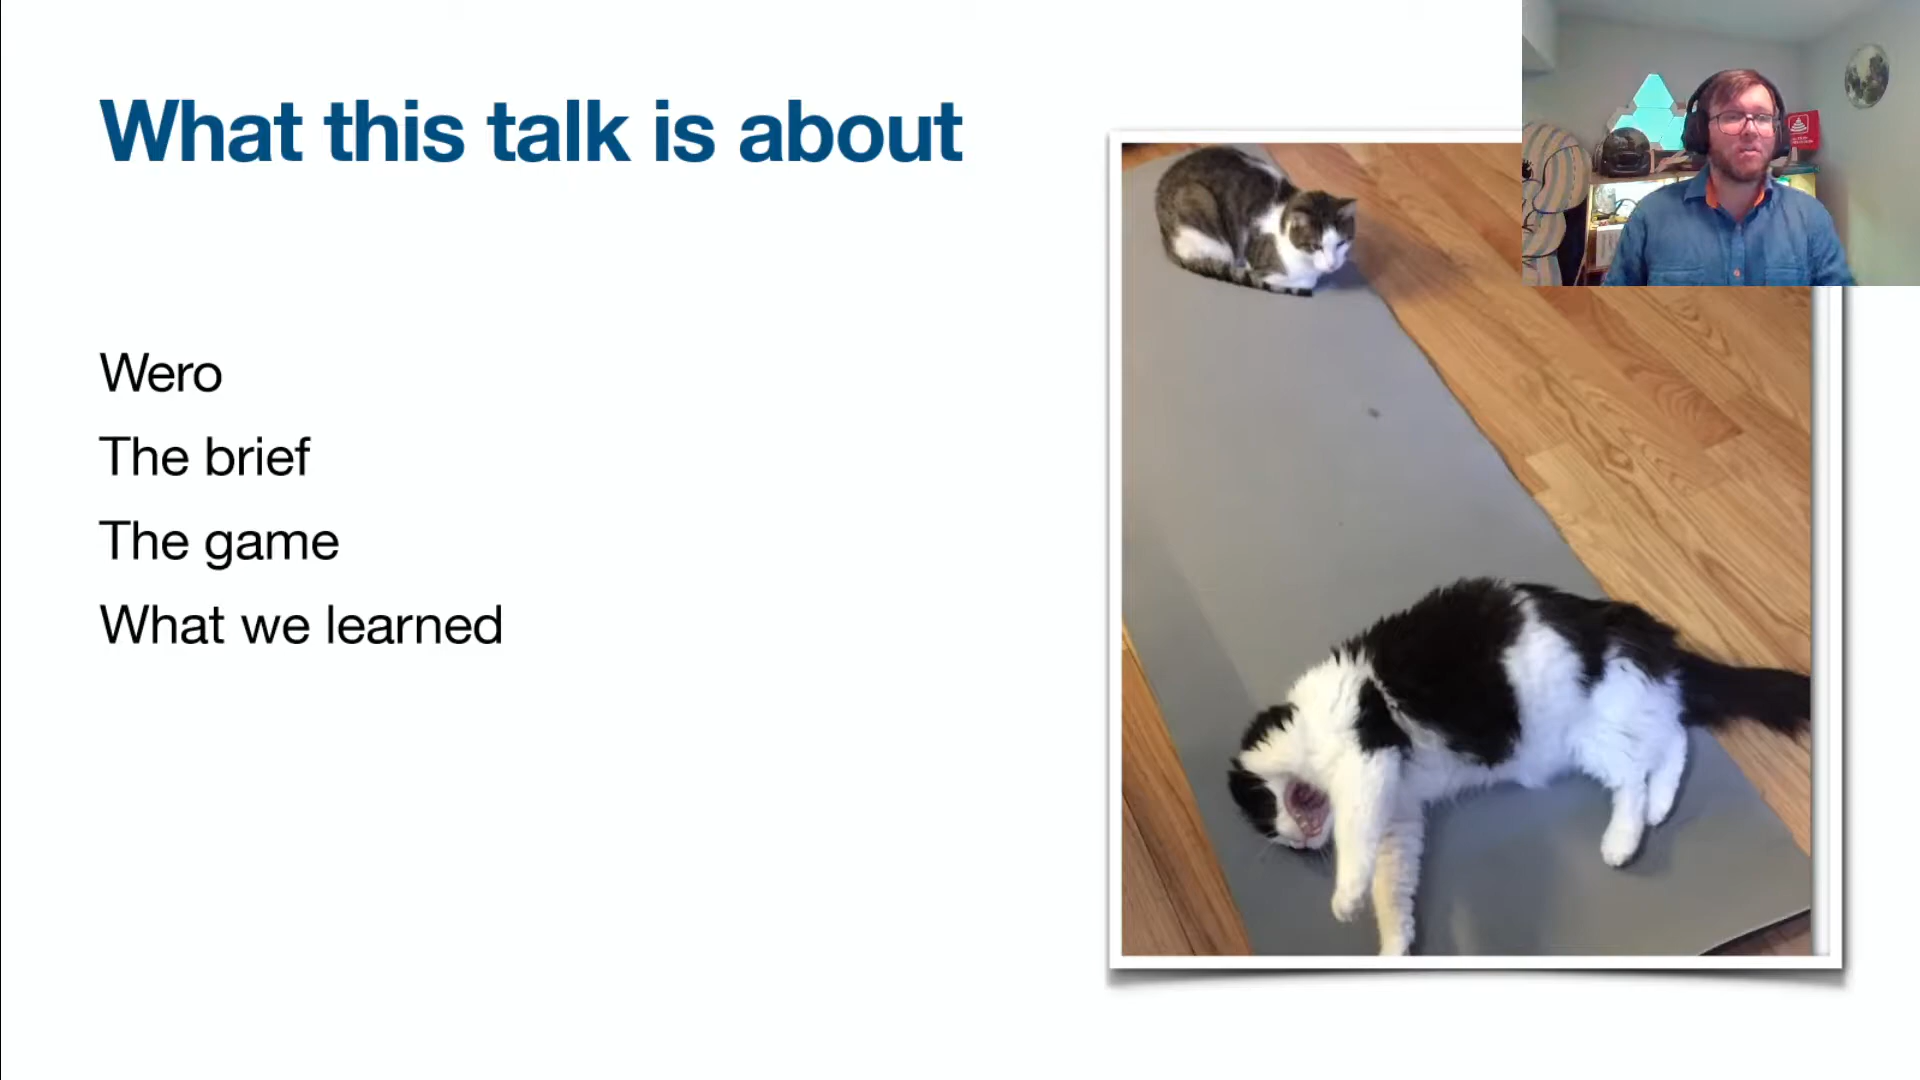 What this talk is about
Wero
The brief
The game
What we learned